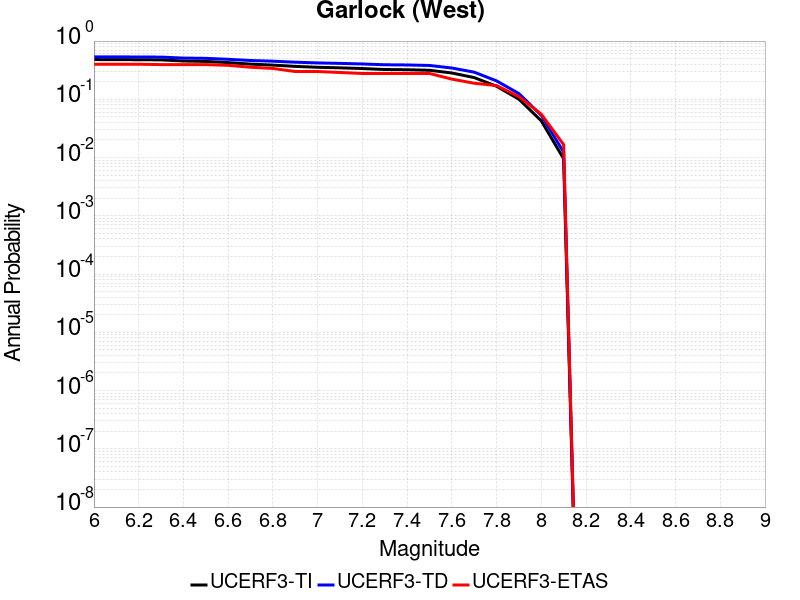 Garlock (West)
10^0
10^-1
10^-2
10^-3
10^-4
10^-5
10^-6
10^-7
10^-8
Annual Probability
6 6.2 6.4 6.6 6.8 7 7.2 7.4 7.6 7.8 8 8.2 8.4 8.6 8.8 9
Magnitude
UCERF3-TI UCERF3-TD UCERF3-ETAS